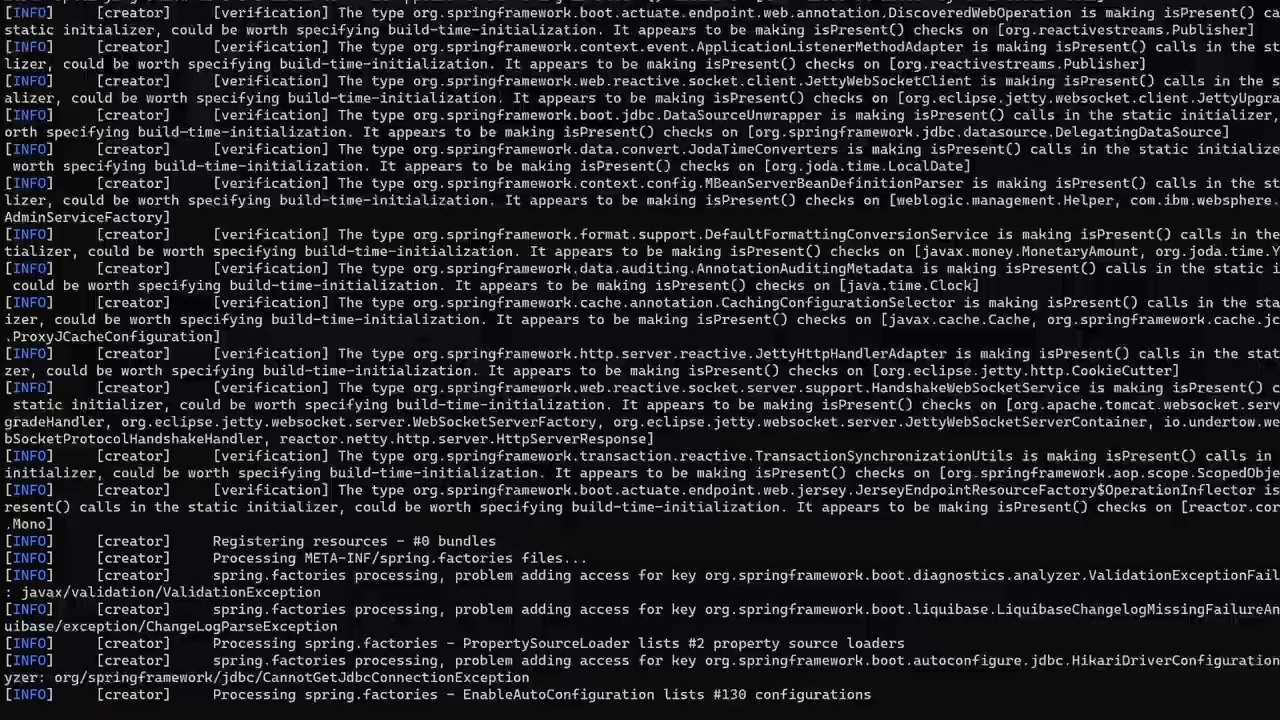 [INFO]     [creator]     [verification] The type org.springframework.boot.actuate.endpoint.web.annotation.DiscoveredWebOperation is making isPresent() ca
static initializer, could be worth specifying build-time-initialization. It appears to be making isPresent() checks on [org.reactivestreams.Publisher]
[INFO]     [creator]     [verification] The type org.springframework.context.event.ApplicationListenerMethodAdapter is making isPresent() calls in the st
lizer, could be worth specifying build-time-initialization. It appears to be making isPresent() checks on [org.reactivestreams.Publisher]
[INFO]     [creator]     [verification] The type org.springframework.web.reactive.socket.client.JettyWebSocketClient is making isPresent() calls in the s
alizer, could be worth specifying build-time-initialization. It appears to be making isPresent() checks on [org.eclipse.jetty.websocket.client.JettyUpgra
[INFO]     [creator]     [verification] The type org.springframework.boot.jdbc.DataSourceUnwrapper is making isPresent() calls in the static initializer,
orth specifying build-time-initialization. It appears to be making isPresent() checks on [org.springframework.jdbc.datasource.DelegatingDataSource]
[INFO]     [creator]     [verification] The type org.springframework.data.convert.JodaTimeConverters is making isPresent() calls in the static initialize
 worth specifying build-time-initialization. It appears to be making isPresent() checks on [org.joda.time.LocalDate]
[INFO]     [creator]     [verification] The type org.springframework.context.config.MBeanServerBeanDefinitionParser is making isPresent() calls in the st
lizer, could be worth specifying build-time-initialization. It appears to be making isPresent() checks on [weblogic.management.Helper, com.ibm.websphere.
AdminServiceFactory]
[INFO]     [creator]     [verification] The type org.springframework.format.support.DefaultFormattingConversionService is making isPresent() calls in the
tializer, could be worth specifying build-time-initialization. It appears to be making isPresent() checks on [javax.money.MonetaryAmount, org.joda.time.Y
[INFO]     [creator]     [verification] The type org.springframework.data.auditing.AnnotationAuditingMetadata is making isPresent() calls in the static i
 could be worth specifying build-time-initialization. It appears to be making isPresent() checks on [java.time.Clock]
[INFO]     [creator]     [verification] The type org.springframework.cache.annotation.CachingConfigurationSelector is making isPresent() calls in the sta
izer, could be worth specifying build-time-initialization. It appears to be making isPresent() checks on [javax.cache.Cache, org.springframework.cache.jc
.ProxyJCacheConfiguration]
[INFO]     [creator]     [verification] The type org.springframework.http.server.reactive.JettyHttpHandlerAdapter is making isPresent() calls in the stat
zer, could be worth specifying build-time-initialization. It appears to be making isPresent() checks on [org.eclipse.jetty.http.CookieCutter]
[INFO]     [creator]     [verification] The type org.springframework.web.reactive.socket.server.support.HandshakeWebSocketService is making isPresent() c
 static initializer, could be worth specifying build-time-initialization. It appears to be making isPresent() checks on [org.apache.tomcat.websocket.serv
gradeHandler, org.eclipse.jetty.websocket.server.WebSocketServerFactory, org.eclipse.jetty.websocket.server.JettyWebSocketServerContainer, io.undertow.we
bSocketProtocolHandshakeHandler, reactor.netty.http.server.HttpServerResponse]
[INFO]     [creator]     [verification] The type org.springframework.transaction.reactive.TransactionSynchronizationUtils is making isPresent() calls in
initializer, could be worth specifying build-time-initialization. It appears to be making isPresent() checks on [org.springframework.aop.scope.ScopedObje
[INFO]     [creator]     [verification] The type org.springframework.boot.actuate.endpoint.web.jersey.JerseyEndpointResourceFactory$OperationInflector is
resent() calls in the static initializer, could be worth specifying build-time-initialization. It appears to be making isPresent() checks on [reactor.cor
.Mono]
[INFO]     [creator]     Registering resources - #0 bundles
[INFO]     [creator]     Processing META-INF/spring.factories files...
[INFO]     [creator]     spring.factories processing, problem adding access for key org.springframework.boot.diagnostics.analyzer.ValidationExceptionFail
: javax/validation/ValidationException
[INFO]     [creator]     spring.factories processing, problem adding access for key org.springframework.boot.liquibase.LiquibaseChangelogMissingFailureAn
uibase/exception/ChangeLogParseException
[INFO]     [creator]     Processing spring.factories - PropertySourceLoader lists #2 property source loaders
[INFO]     [creator]     spring.factories processing, problem adding access for key org.springframework.boot.autoconfigure.jdbc.HikariDriverConfiguration
yzer: org/springframework/jdbc/CannotGetJdbcConnectionException
[INFO]     [creator]     Processing spring.factories - EnableAutoConfiguration lists #130 configurations